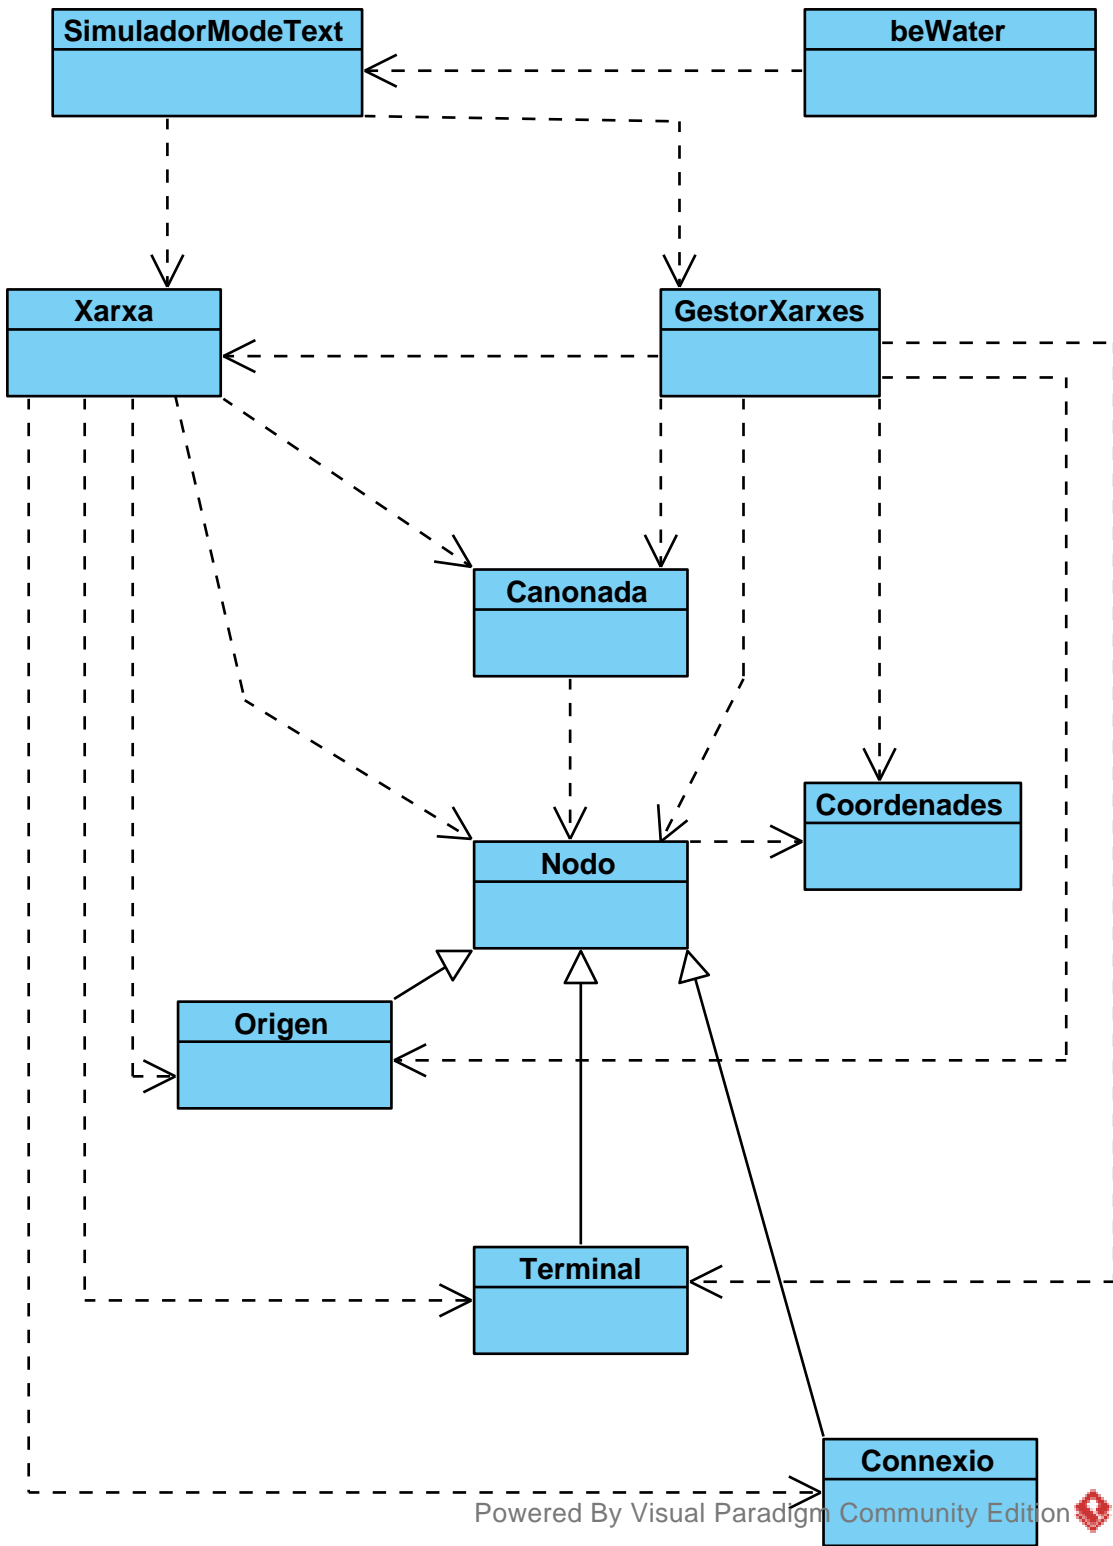 SimuladorModeText
beWater
Xarxa
GestorXarxes
Canonada
Coordenades
Nodo
Origen
Terminal
Connexio
Powered By Visual Paradigm Community Edition